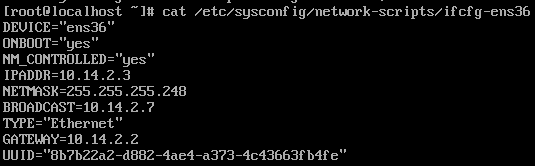 [root@localhost ~]# cat /etc/sysconfig/network-scripts/ifcfg-ens36
DEVICE="ens36"
ONBOOT="yes"
NM_CONTROLLED="yes"
IPADDR=10.14.2.3
NETMASK=255.255.255.248
BROADCAST=10.14.2.7
TYPE="Ethernet"
GATEWAY=10.14.2.2
UUID="8b7b22a2-d882-4ae4-a373-4c43663fb4fe"